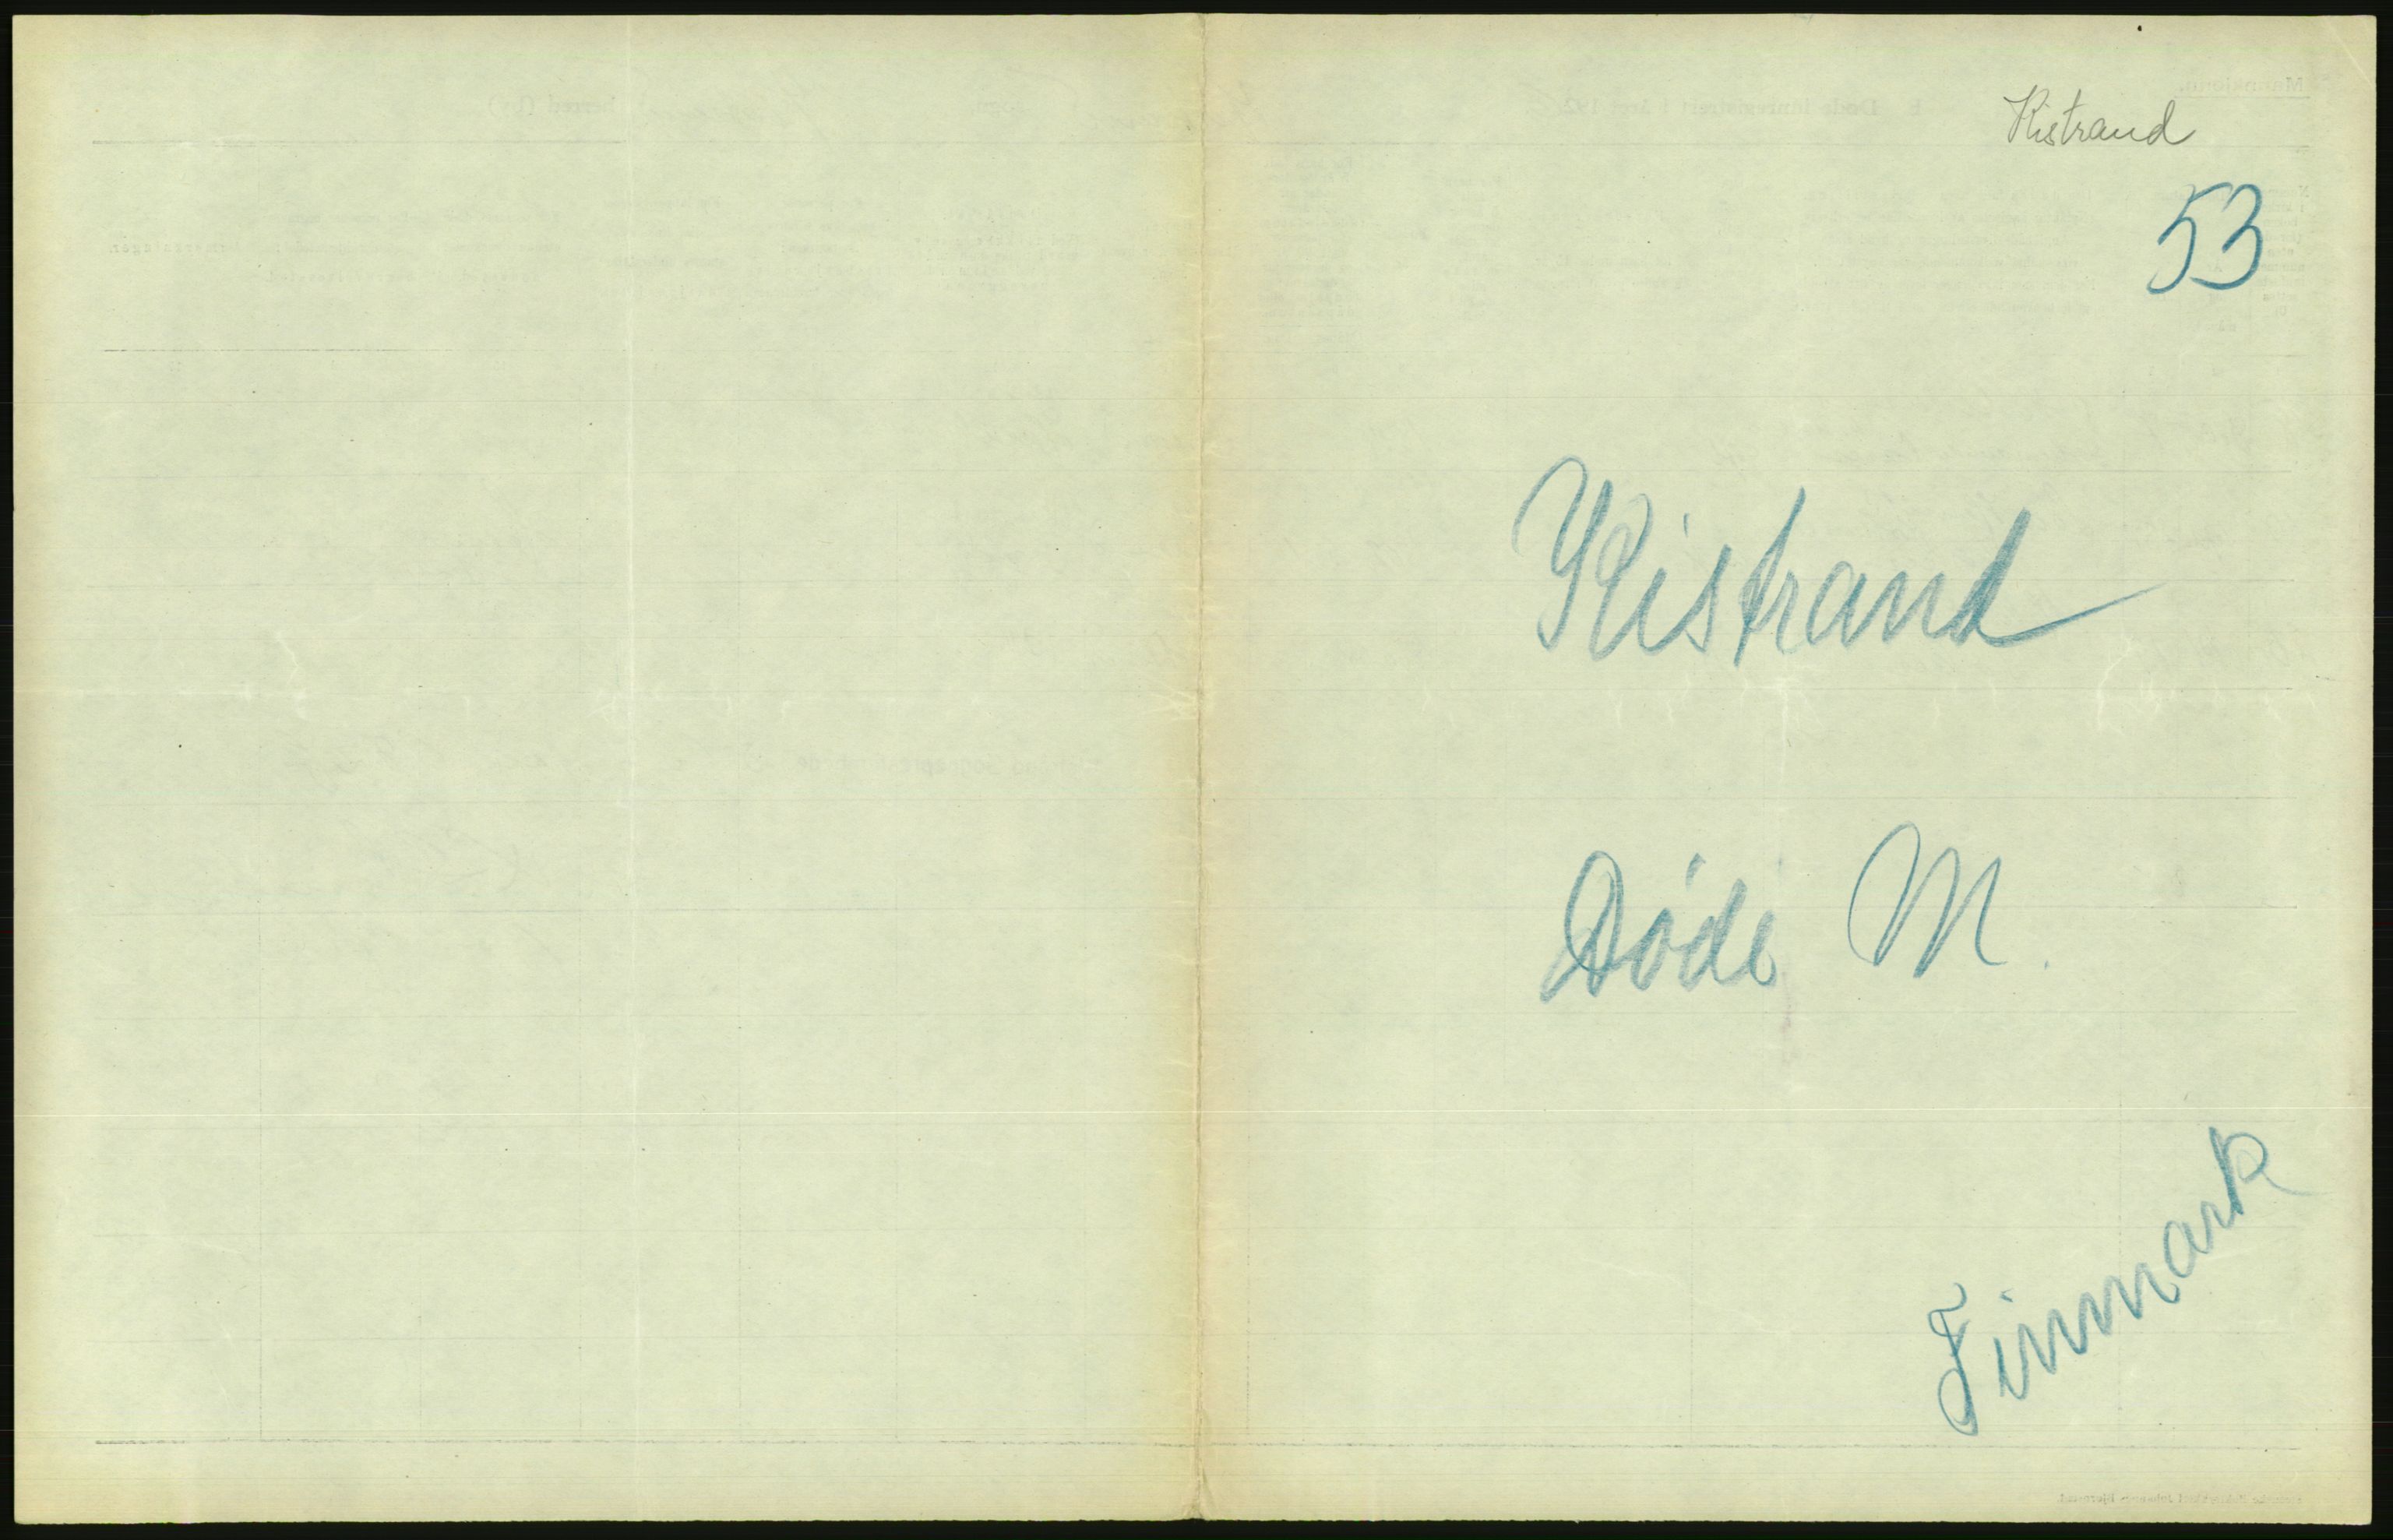 Kistrand
53
Kistrand
Døde M.
Finmark